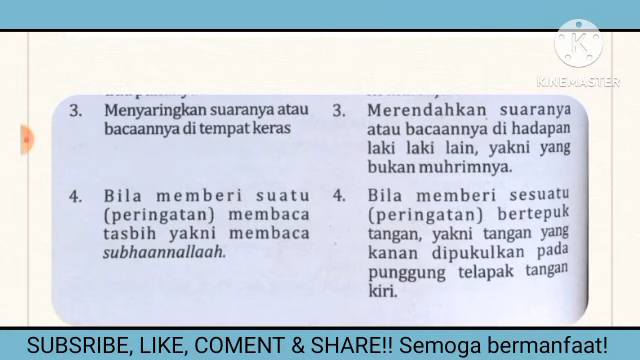 KINEMASTER
3. Menyaringkan suaranya atau
bacaannya di tempat keras
4. Bila memberi suatu
(peringatan) membaca
tasbih yakni membaca
subhaannallaah.
3. Merendahkan suaranya
atau bacaannya di hadapan
laki laki lain, yakni yang
bukan muhrimnya.
4. Bila memberi sesuatu
(peringatan) bertepuk
tangan, yakni tangan yang
kanan dipukulkan pada
punggung telapak tangan
kiri.
SUBSRIBE, LIKE, COMENT & SHARE!! Semoga bermanfaat!